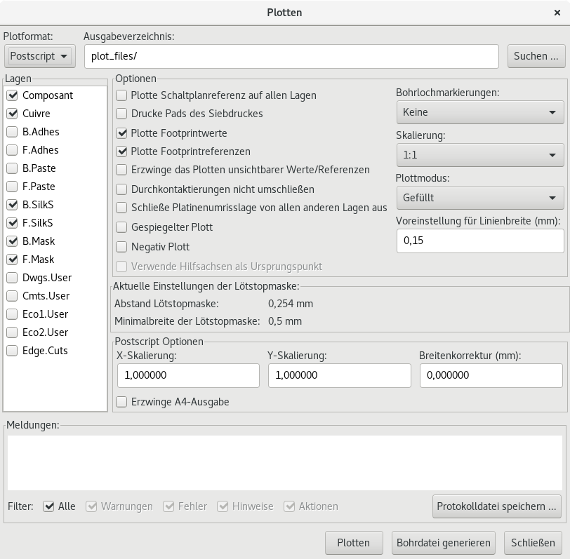 Plotten
×
Plotformat:
Ausgabeverzeichnis:
Postscript
plot_files/
Suchen ...
Lagen
Composant
Cuivre
B.Adhes
F.Adhes
B.Paste
F.Paste
B.SilkS
F.SilkS
B.Mask
F.Mask
Dwgs.User
Cmts.User
Eco1.User
Eco2.User
Edge.Cuts
Optionen
Plotte Schaltplanreferenz auf allen Lagen
Drucke Pads des Siebdruckes
Plotte Footprintwerte
Plotte Footprintreferenzen
Erzwinge das Plotten unsichtbarer Werte/Referenzen
Durchkontaktierungen nicht umschließen
Schließe Platinenumrisslage von allen anderen Lagen aus
Gespiegelter Plott
Negativ Plott
Verwende Hilfsachsen als Ursprungspunkt
Bohrlochmarkierungen:
Keine
Skalierung:
1:1
Plottmodus:
Gefüllt
Voreinstellung für Linienbreite (mm):
0,15
Aktuelle Einstellungen der Lötstopmaske:
Abstand Lötstopmaske: 0,254 mm
Minimalbreite der Lötstopmaske: 0,5 mm
Postscript Optionen
X-Skalierung: Y-Skalierung: Breitenkorrektur (mm):
1,000000 1,000000 0,000000
Erzwinge A4-Ausgabe
Meldungen:
Filter: Alle Warnungen Fehler Hinweise Aktionen Protokolldatei speichern ...
Plotten Bohrdatei generieren Schließen